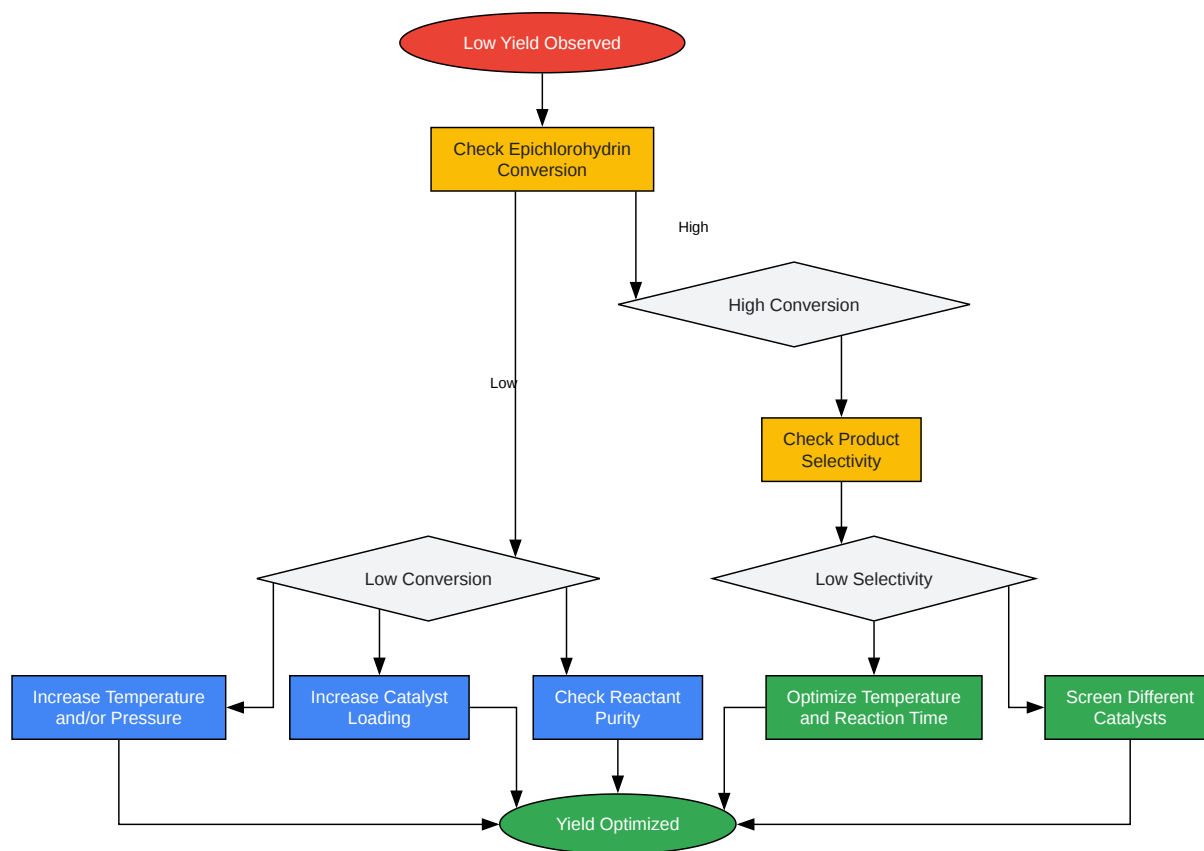 Low Yield Observed
Check Epichlorohydrin
Conversion
High
High Conversion
Low
Check Product
Selectivity
Low Conversion
Low Selectivity
Increase Temperature
and/or Pressure
Increase Catalyst
Loading
Check Reactant
Purity
Optimize Temperature
and Reaction Time
Screen Different
Catalysts
Yield Optimized